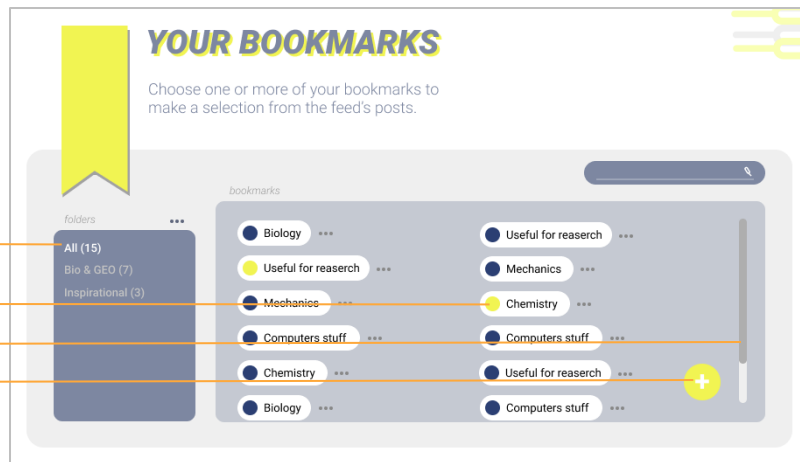 YOUR BOOKMARKS
Choose one or more of your bookmarks to
make a selection from the feed's posts.
bookmarks
folders
All (15)
Bio & GEO (7)
Inspirational (3)
Biology
Useful for reaserch
Mechanics
Computers stuff
Chemistry
Biology
Useful for reaserch
Mechanics
Chemistry
Computers stuff
Useful for reaserch
Computers stuff